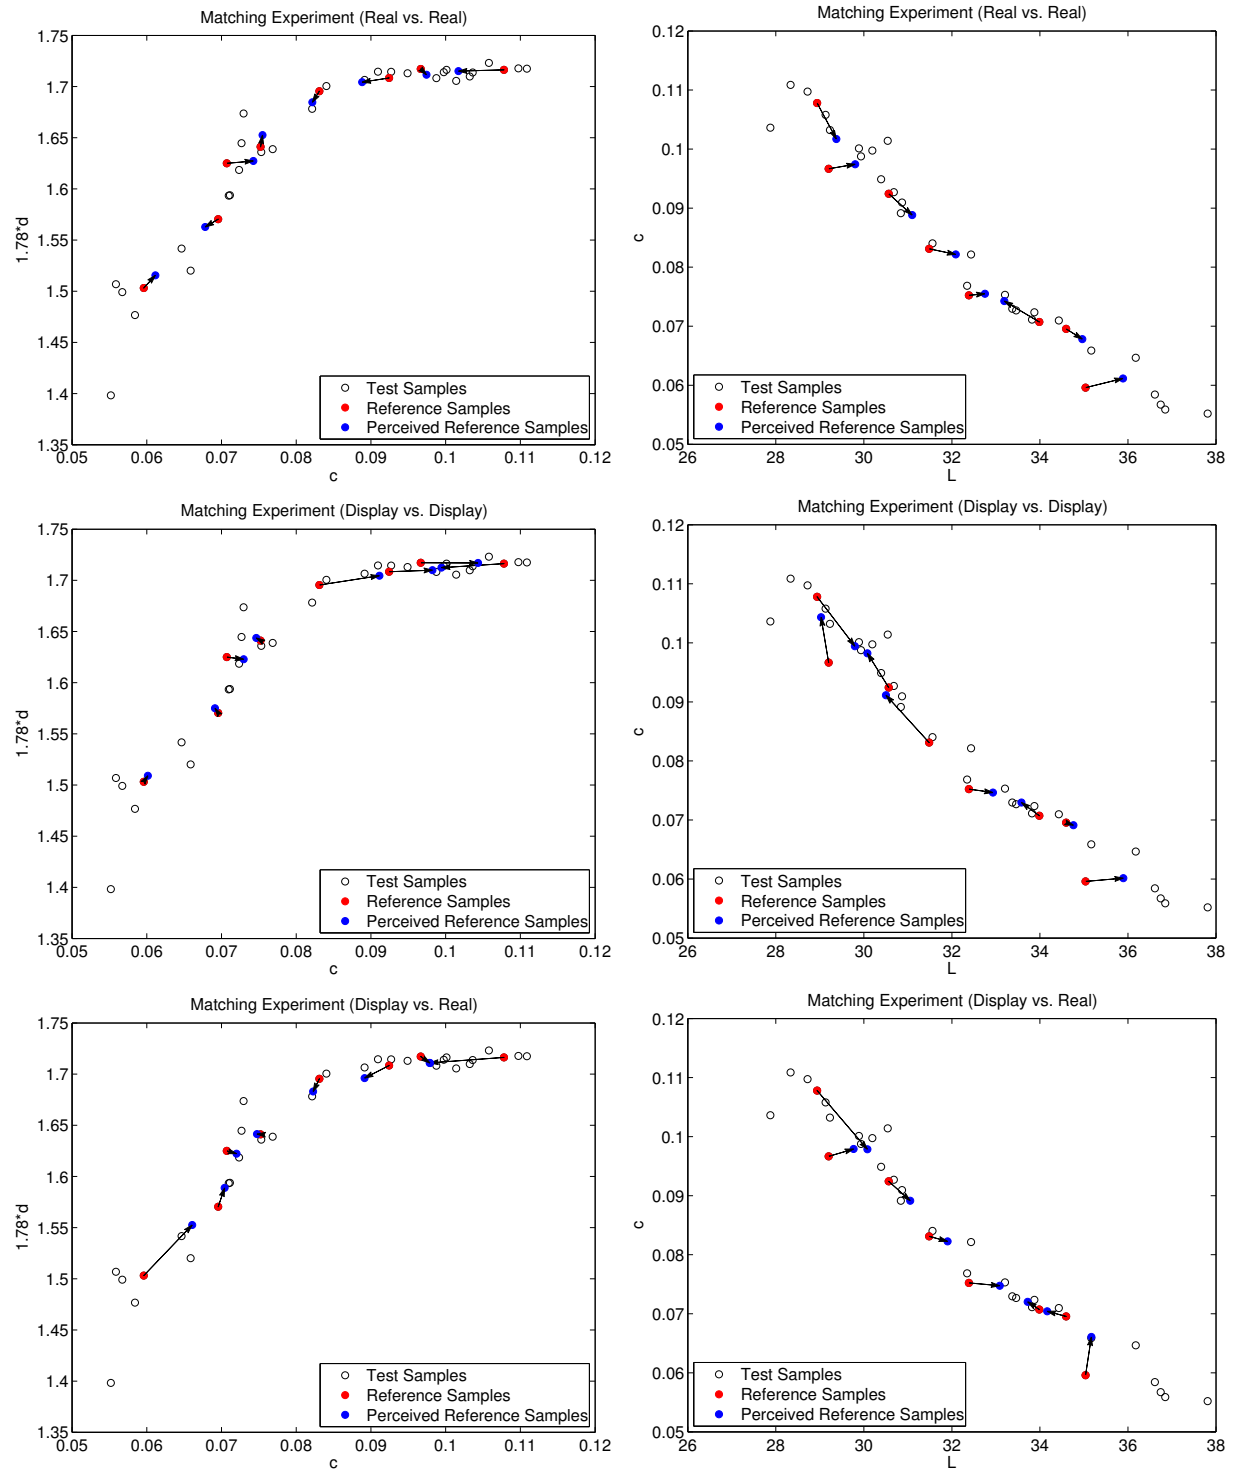 Matching Experiment (Real vs. Real)
1.75
1.7
1.65
1.6
1.55
1.5
1.45
1.4
1.35
1.78*d
0.05 0.06 0.07 0.08 0.09 0.1 0.11 0.12
c
Test Samples
Reference Samples
Perceived Reference Samples
Matching Experiment (Real vs. Real)
0.12
0.11
0.1
0.09
0.08
0.07
0.06
0.05
c
26 28 30 32 34 36 38
L
Test Samples
Reference Samples
Perceived Reference Samples
Matching Experiment (Display vs. Display)
1.75
1.7
1.65
1.6
1.55
1.5
1.45
1.4
1.35
1.78*d
0.05 0.06 0.07 0.08 0.09 0.1 0.11 0.12
c
Test Samples
Reference Samples
Perceived Reference Samples
Matching Experiment (Display vs. Display)
0.12
0.11
0.1
0.09
0.08
0.07
0.06
0.05
c
26 28 30 32 34 36 38
L
Test Samples
Reference Samples
Perceived Reference Samples
Matching Experiment (Display vs. Real)
1.75
1.7
1.65
1.6
1.55
1.5
1.45
1.4
1.35
1.78*d
0.05 0.06 0.07 0.08 0.09 0.1 0.11 0.12
c
Test Samples
Reference Samples
Perceived Reference Samples
Matching Experiment (Display vs. Real)
0.12
0.11
0.1
0.09
0.08
0.07
0.06
0.05
c
26 28 30 32 34 36 38
L
Test Samples
Reference Samples
Perceived Reference Samples